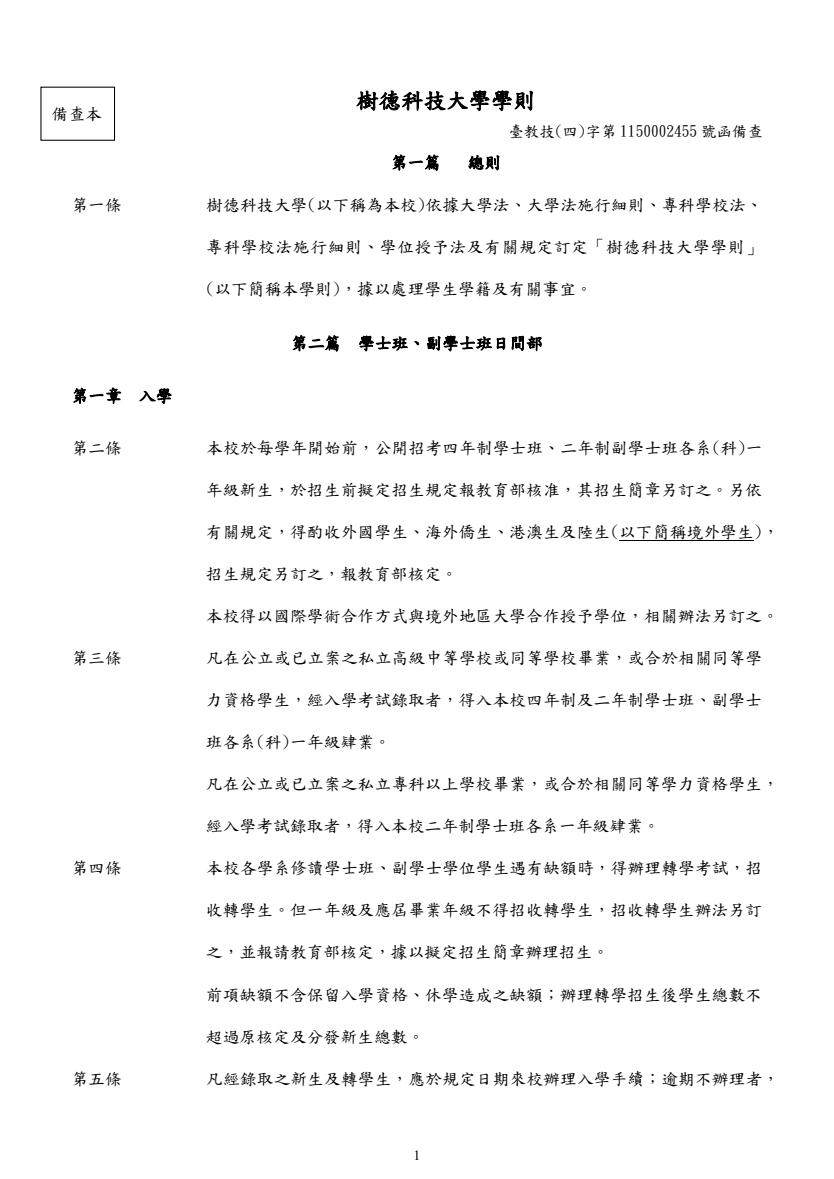 備查本
樹德科技大學學則
臺教技(四)字第 1150002455 號函備查
第一篇　總則
第一條　樹德科技大學(以下稱為本校)依據大學法、大學法施行細則、專科學校法、
專科學校法施行細則、學位授予法及有關規定訂定「樹德科技大學學則」
(以下簡稱本學則)，據以處理學生學籍及有關事宜。
第二篇　學士班、副學士班日間部
第一章　入學
第二條　本校於每學年開始前，公開招考四年制學士班、二年制副學士班各系(科)一
年級新生，於招生前擬定招生規定報教育部核准，其招生簡章另訂之。另依
有關規定，得酌收外國學生、海外僑生、港澳生及陸生(以下簡稱境外學生)，
招生規定另訂之，報教育部核定。
本校得以國際學術合作方式與境外地區大學合作授予學位，相關辦法另訂之。
第三條　凡在公立或已立案之私立高級中等學校或同等學校畢業，或合於相關同等學
力資格學生，經入學考試錄取者，得入本校四年制及二年制學士班、副學士
班各系(科)一年級肄業。
凡在公立或已立案之私立專科以上學校畢業，或合於相關同等學力資格學生，
經入學考試錄取者，得入本校二年制學士班各系一年級肄業。
第四條　本校各學系修讀學士班、副學士學位學生遇有缺額時，得辦理轉學考試，招
收轉學生。但一年級及應屆畢業年級不得招收轉學生，招收轉學生辦法另訂
之，並報請教育部核定，據以擬定招生簡章辦理招生。
前項缺額不含保留入學資格、休學造成之缺額；辦理轉學招生後學生總數不
超過原核定及分發新生總數。
第五條　凡經錄取之新生及轉學生，應於規定日期來校辦理入學手續；逾期不辦理者，
1